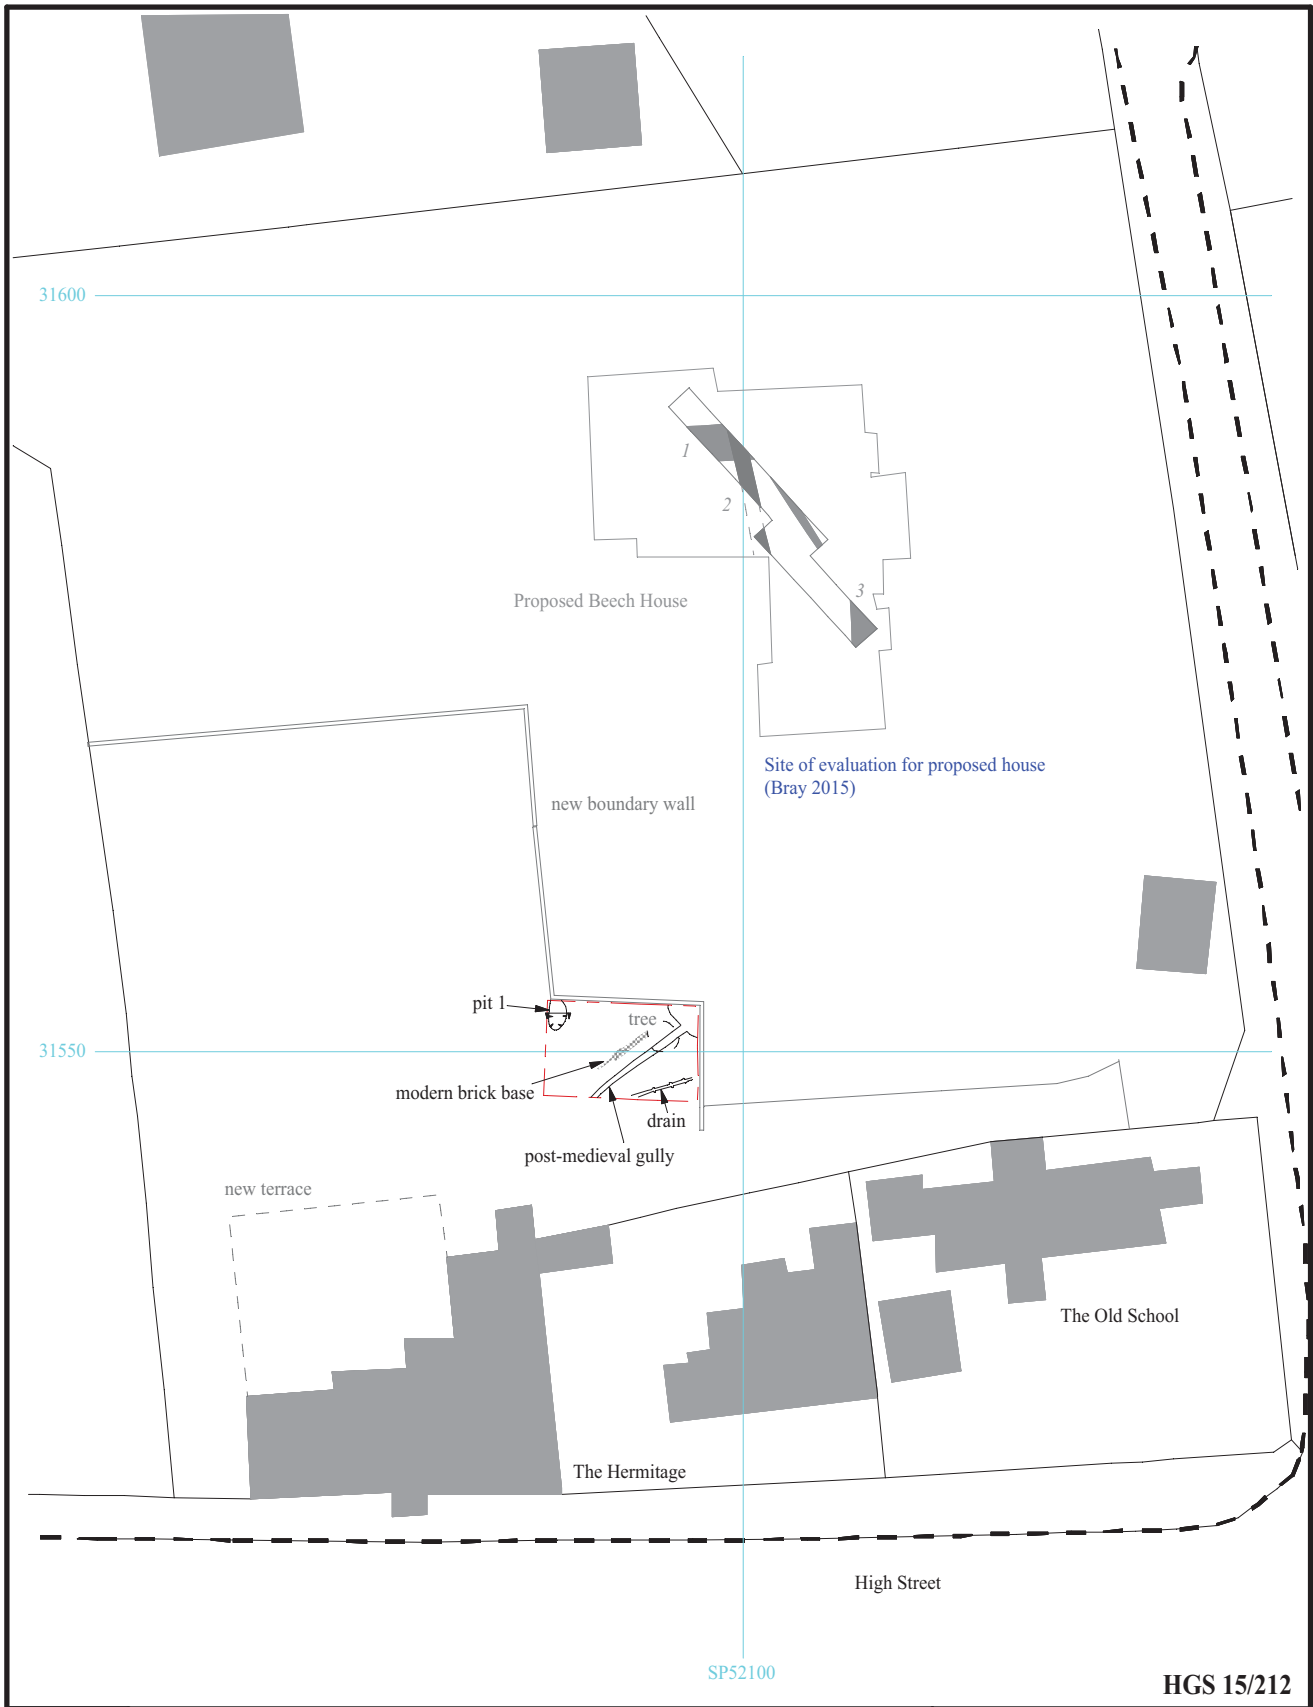 31600
1
2
3
Proposed Beech House
Site of evaluation for proposed house
(Bray 2015)
new boundary wall
pit 1
tree
31550
modern brick base
drain
post-medieval gully
new terrace
The Old School
The Hermitage
High Street
SP52100
HGS 15/212